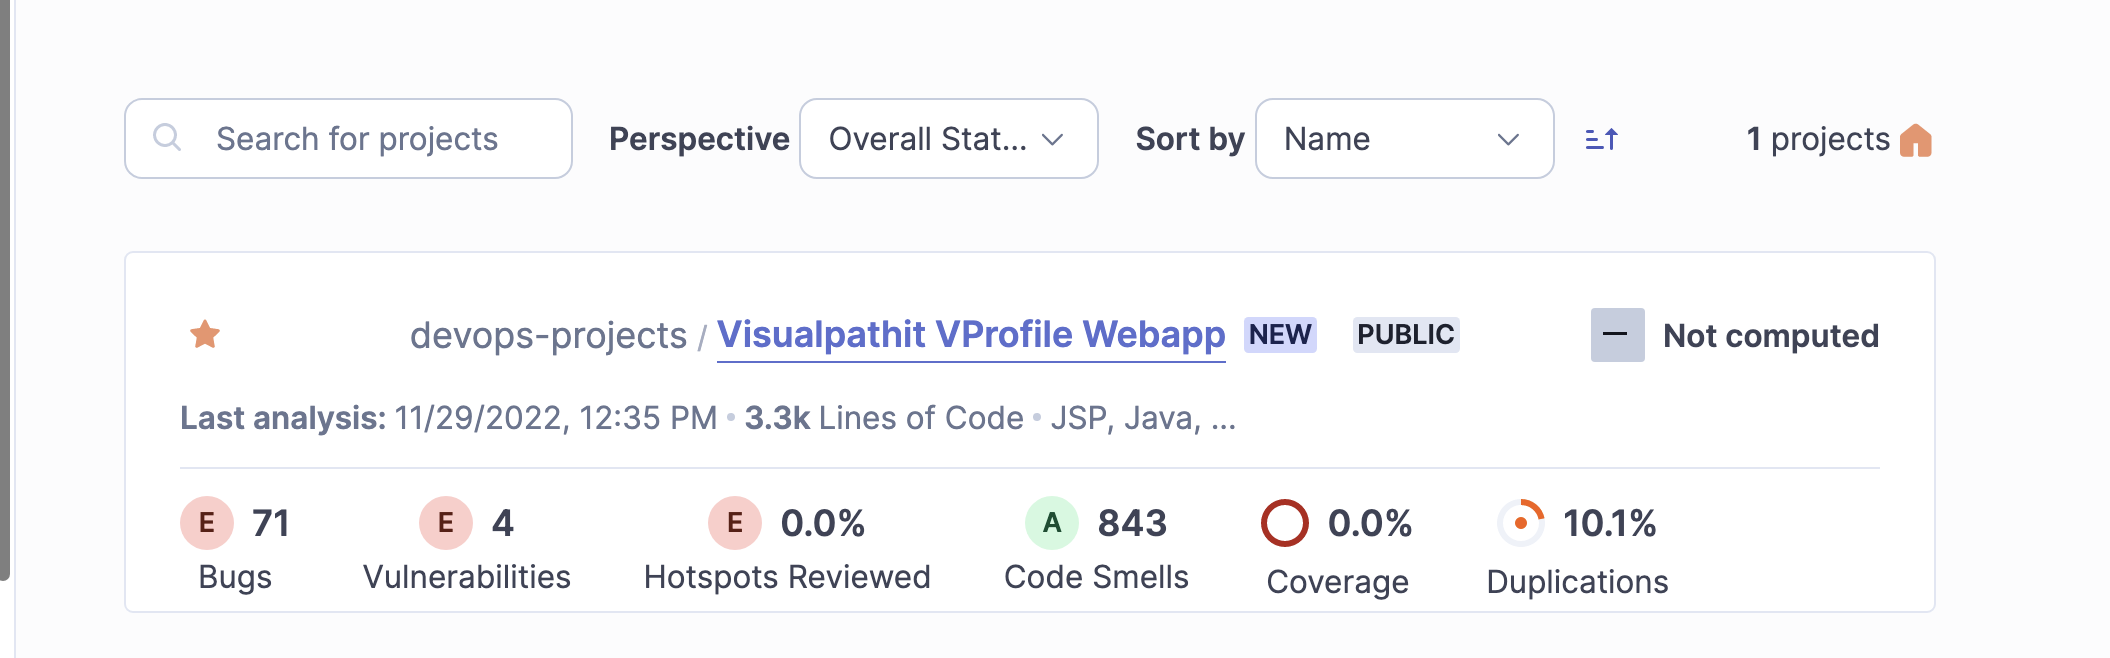 Search for projects Perspective Overall Stat... Sort by Name 1 projects
devops-projects / Visualpathit VProfile Webapp NEW PUBLIC Not computed
Last analysis: 11/29/2022, 12:35 PM • 3.3k Lines of Code • JSP, Java, ...
E 71 E 4 E 0.0% A 843 0.0% 10.1%
Bugs Vulnerabilities Hotspots Reviewed Code Smells Coverage Duplications